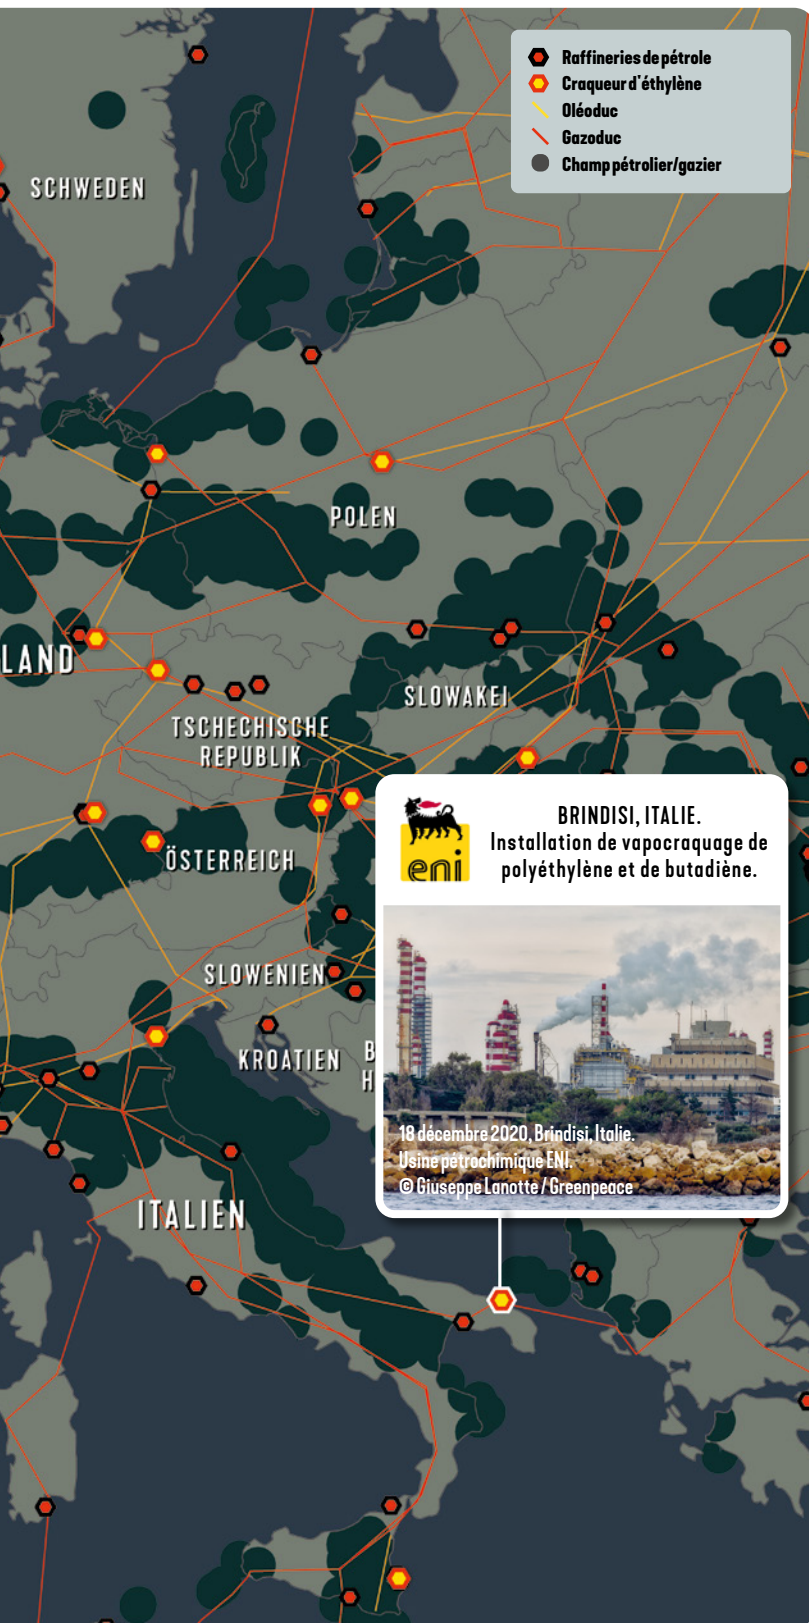 Raffineries de pétrole
Craqueur d'éthylène
Oléoduc
Gazoduc
Champ pétrolier/gazier
SCHWEDEN
POLEN
LAND
SLOWAKEI
TSCHECHISCHE
REPUBLIK
ÖSTERREICH
SLOWENIEN
KROATIEN
B
H
ITALIEN
eni
BRINDISI, ITALIE.
Installation de vapocraquage de
polyéthylène et de butadiène.
18 décembre 2020, Brindisi, Italie.
Usine pétrochimique ENI.
© Giuseppe Lanotte / Greenpeace